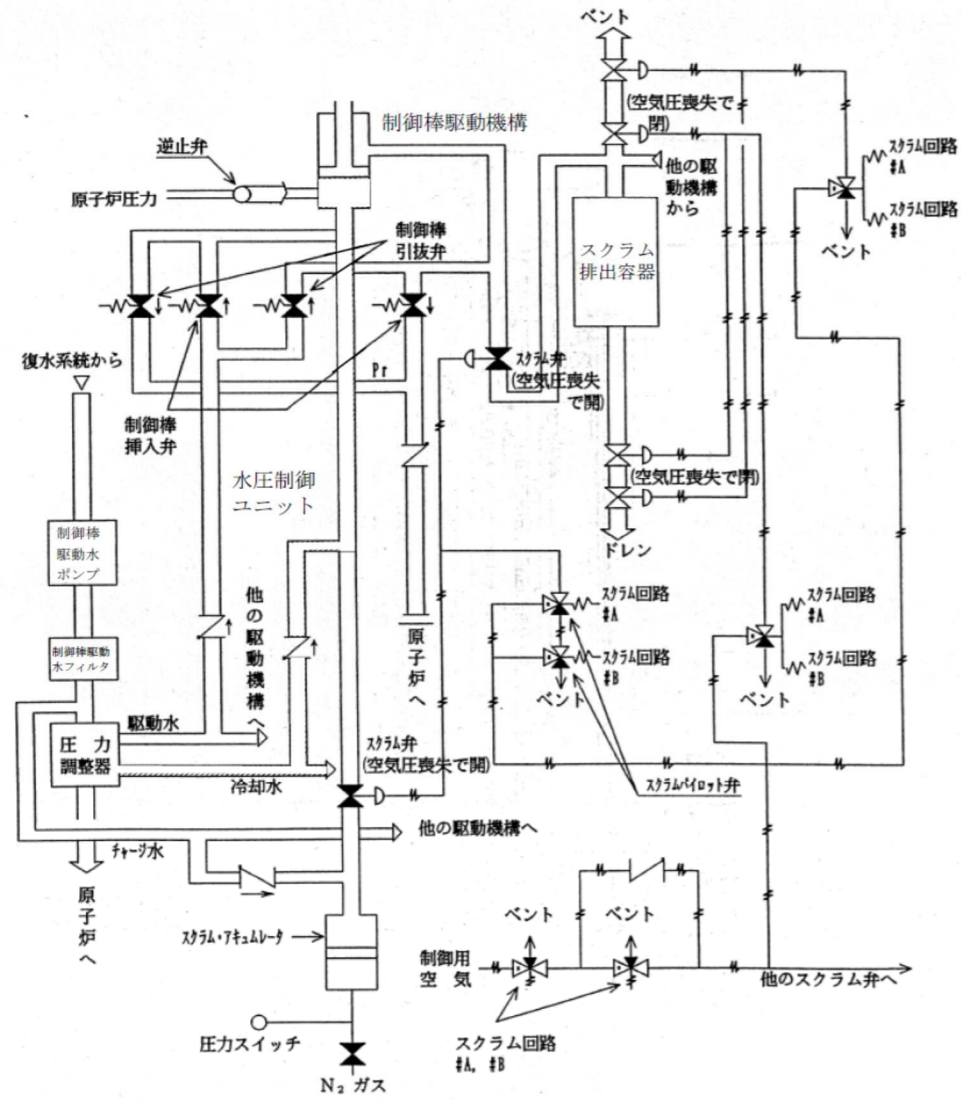 ベント
(空気圧喪失で
閉)
制御棒駆動機構
逆止弁
原子炉圧力
他の駆
動機構
から
スクラム回路
#A
スクラム回路
#B
ベント
制御棒
引抜弁
スクラム
排出容器
復水系統から
Pr
スクラム弁
(空気圧喪失
で開)
制御棒
挿入弁
水圧制御
ユニット
(空気圧喪失で閉)
ドレン
制御棒
駆動水
ポンプ
制御棒駆動
水フィルタ
他の駆動機構へ
原子炉へ
スクラム回路
#A
スクラム回路
#B
ベント
スクラム回路
#A
スクラム回路
#B
ベント
駆動水
圧力
調整器
冷却水
スクラム弁
(空気圧喪失で開)
スクラムパイロット弁
他の駆動機構へ
チャージ水
原子炉へ
スクラム・アキュムレータ
ベント
ベント
制御用
空気
他のスクラム弁へ
圧力スイッチ
スクラム回路
#A, #B
N₂ガス